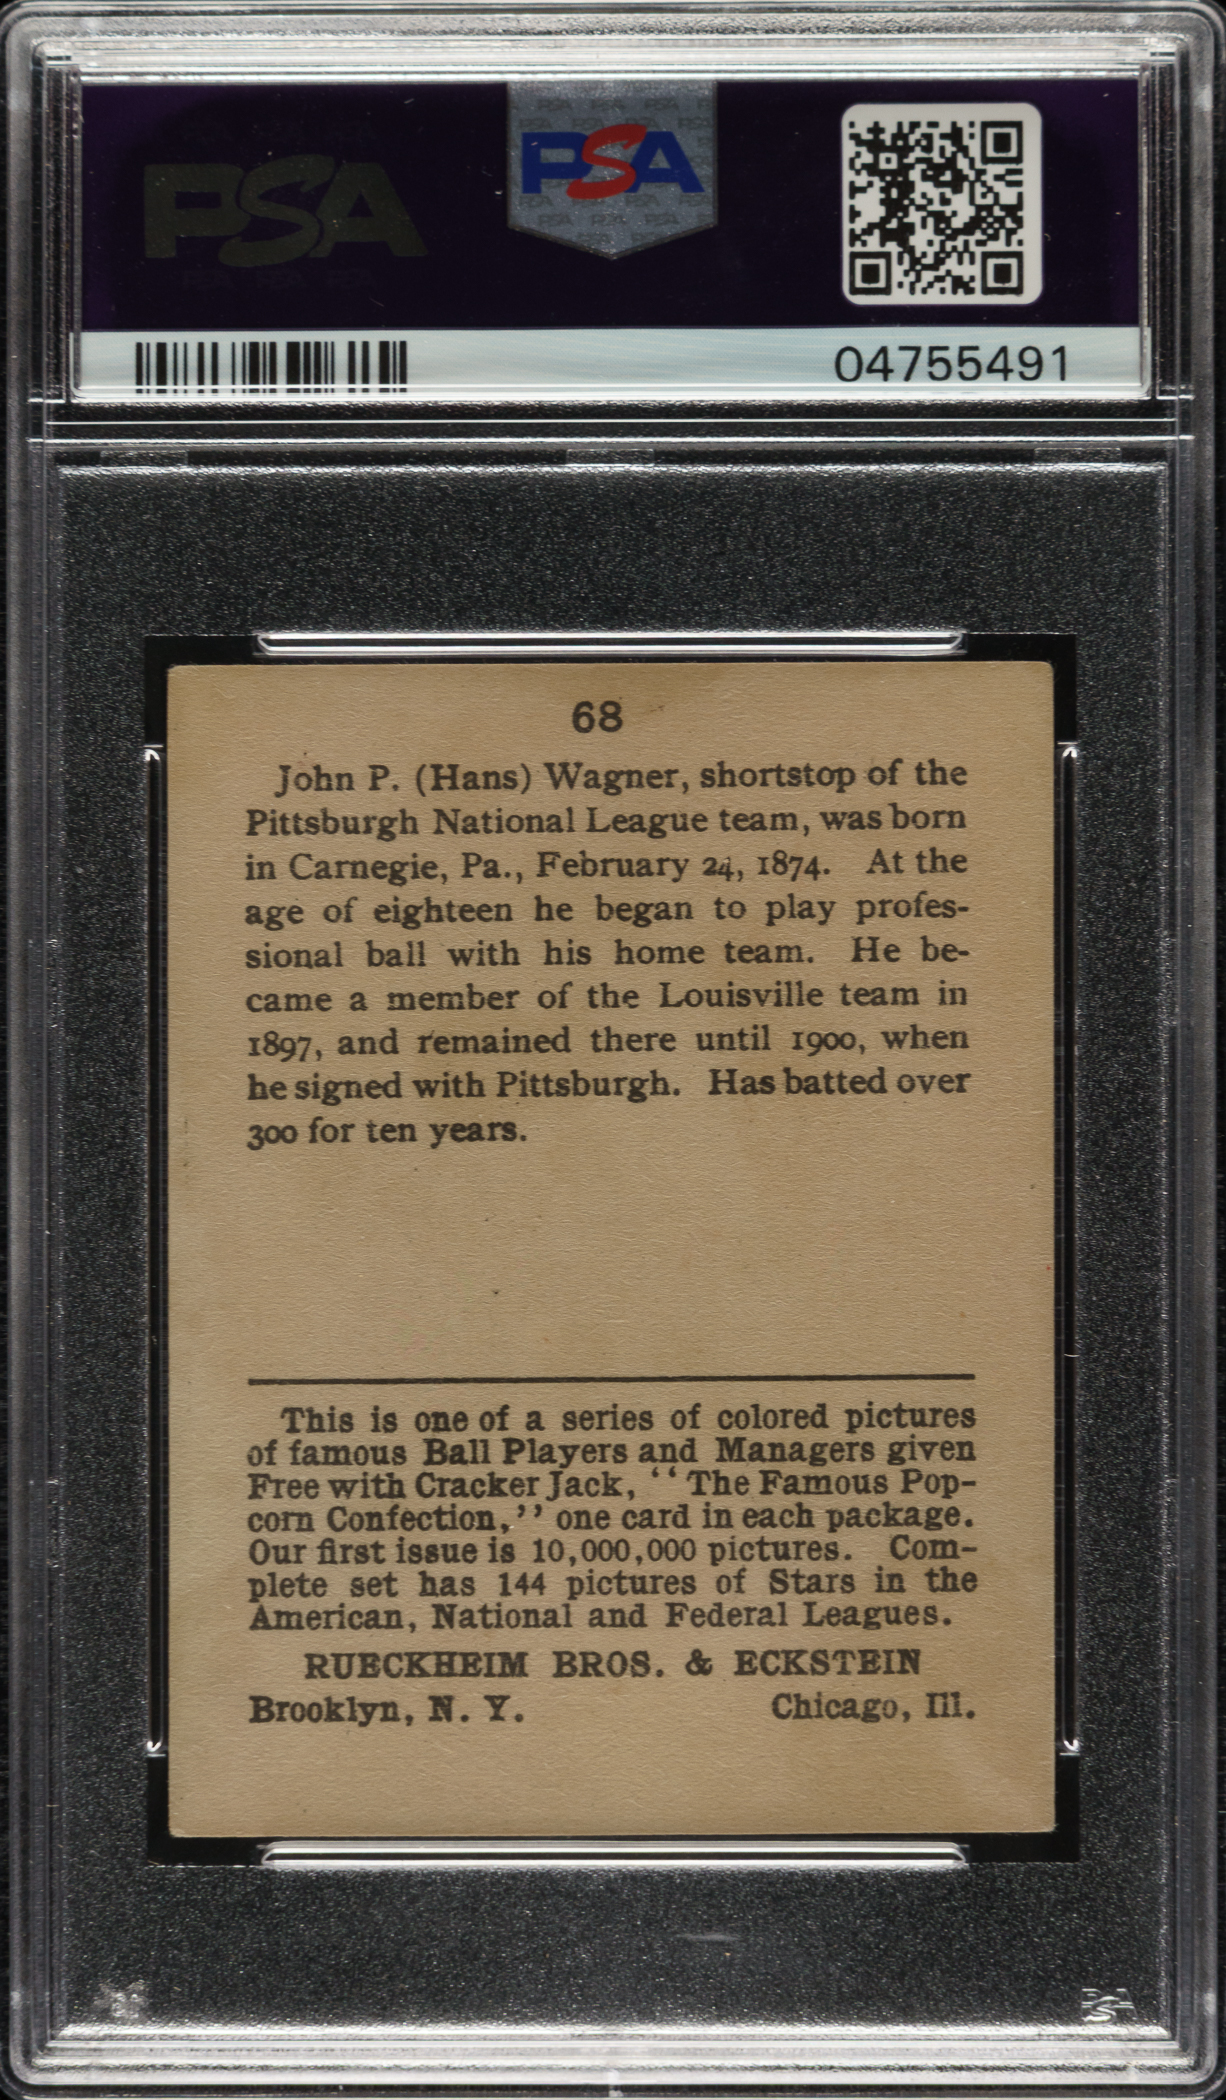 PSA
PSA
04755491
68
John P. (Hans) Wagner, shortstop of the
Pittsburgh National League team, was born
in Carnegie, Pa., February 24, 1874. At the
age of eighteen he began to play profes-
sional ball with his home team. He be-
came a member of the Louisville team in
1897, and remained there until 1900, when
he signed with Pittsburgh. Has batted over
300 for ten years.
This is one of a series of colored pictures
of famous Ball Players and Managers given
Free with Cracker Jack, "The Famous Pop-
corn Confection," one card in each package.
Our first issue is 10,000,000 pictures. Com-
plete set has 144 pictures of Stars in the
American, National and Federal Leagues.
RUECKHEIM BROS. & ECKSTEIN
Brooklyn, N. Y. Chicago, Ill.
PSA